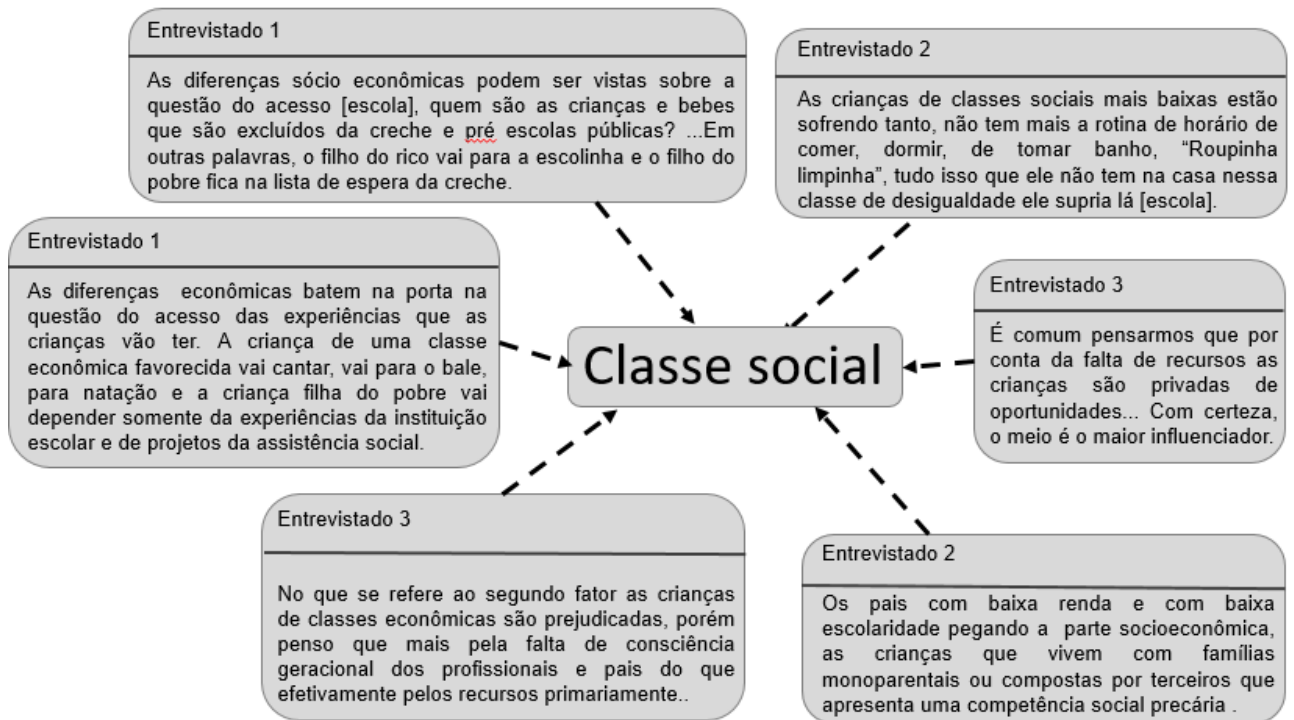 Entrevistado 1
As diferenças sócio econômicas podem ser vistas sobre a
questão do acesso [escola], quem são as crianças e bebes
que são excluídos da creche e pré escolas públicas? ...Em
outras palavras, o filho do rico vai para a escolinha e o filho do
pobre fica na lista de espera da creche.
Entrevistado 2
As crianças de classes sociais mais baixas estão
sofrendo tanto, não tem mais a rotina de horário de
comer, dormir, de tomar banho, “Roupinha
limpinha”, tudo isso que ele não tem na casa nessa
classe de desigualdade ele supria lá [escola].
Entrevistado 1
As diferenças econômicas batem na porta na
questão do acesso das experiências que as
crianças vão ter. A criança de uma classe
econômica favorecida vai cantar, vai para o bale,
para natação e a criança filha do pobre vai
depender somente da experiências da instituição
escolar e de projetos da assistência social.
Classe social
Entrevistado 3
É comum pensarmos que por
conta da falta de recursos as
crianças são privadas de
oportunidades... Com certeza,
o meio é o maior influenciador.
Entrevistado 3
No que se refere ao segundo fator as crianças
de classes econômicas são prejudicadas, porém
penso que mais pela falta de consciência
geracional dos profissionais e pais do que
efetivamente pelos recursos primariamente..
Entrevistado 2
Os pais com baixa renda e com baixa
escolaridade pegando a parte socioeconômica,
as crianças que vivem com famílias
monoparentais ou compostas por terceiros que
apresenta uma competência social precária .